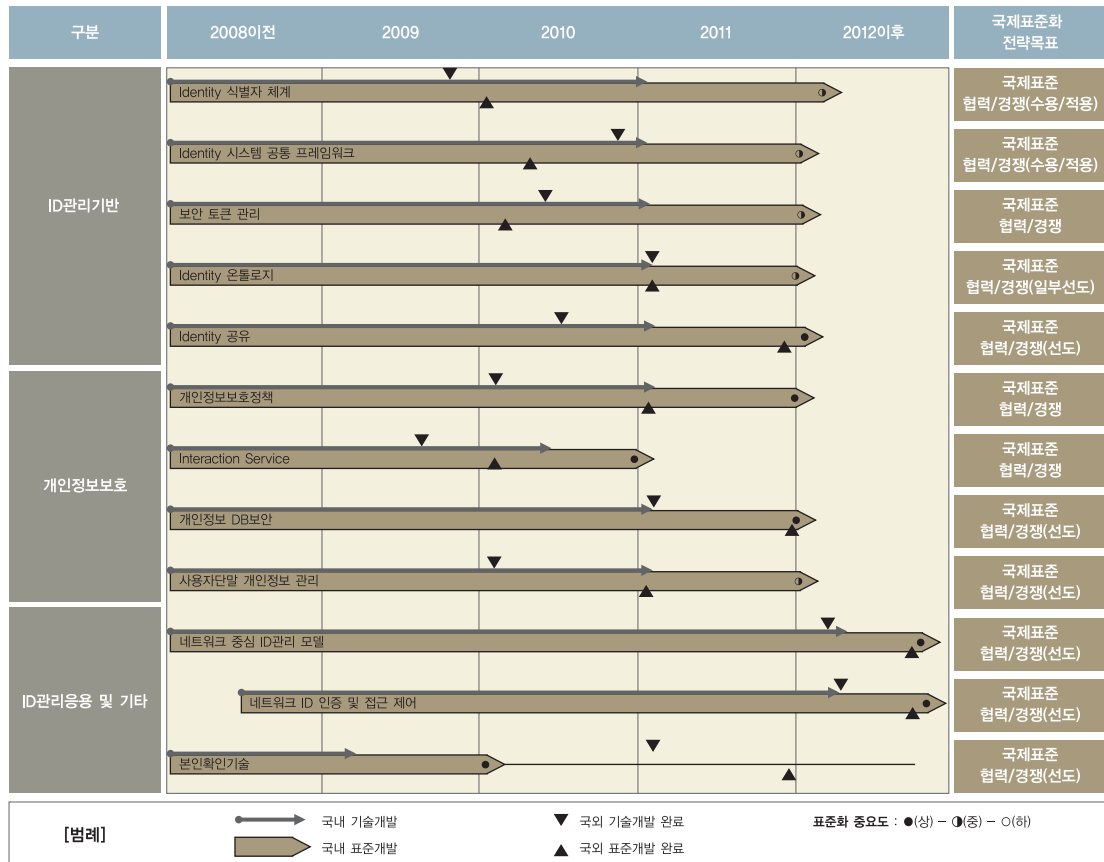 구분
2008이전
2009
2010
2011
2012이후
국제표준화
전략목표
ID관리기반
Identity 식별자 체계
국제표준
협력/경쟁(수용/적용)
Identity 시스템 공통 프레임워크
국제표준
협력/경쟁(수용/적용)
보안 토큰 관리
국제표준
협력/경쟁
Identity 온톨로지
국제표준
협력/경쟁(일부선도)
Identity 공유
국제표준
협력/경쟁(선도)
개인정보보호
개인정보보호정책
국제표준
협력/경쟁
Interaction Service
국제표준
협력/경쟁
개인정보 DB보안
국제표준
협력/경쟁(선도)
사용자단말 개인정보 관리
국제표준
협력/경쟁(선도)
ID관리응용 및 기타
네트워크 중심 ID관리 모델
국제표준
협력/경쟁(선도)
네트워크 ID 인증 및 접근 제어
국제표준
협력/경쟁(선도)
본인확인기술
국제표준
협력/경쟁(선도)
[범례]
국내 기술개발
국외 기술개발 완료
표준화 중요도 : ●(상) – ◑(중) – ○(하)
국내 표준개발
국외 표준개발 완료